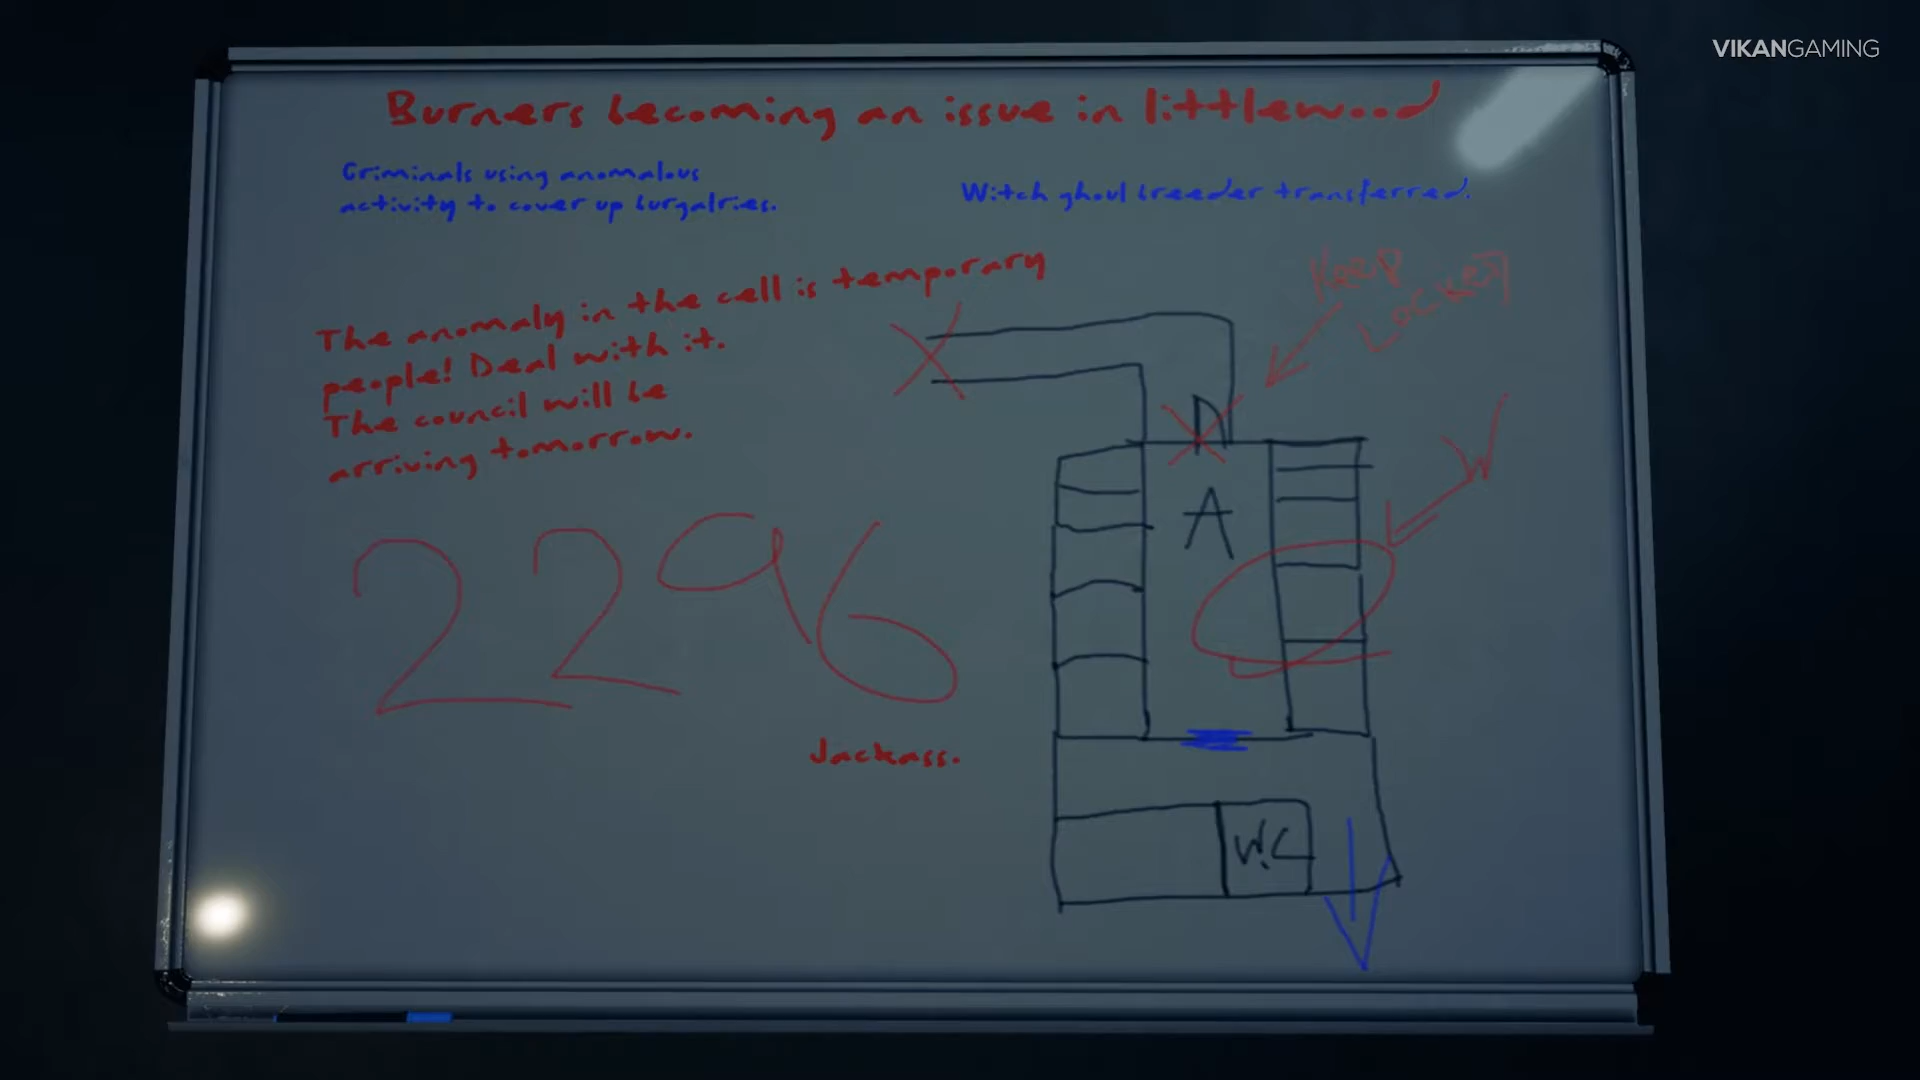 VIKANGAMING
Burners becoming an issue in littlewood
Criminals using anomalous
activity to cover up burgalries.
Witch ghoul breeder transferred.
The anomaly in the cell is temporary
people! Deal with it.
The council will be
arriving tomorrow.
KEEP
LOCKED
W
A
2296
Jackass.
W.C